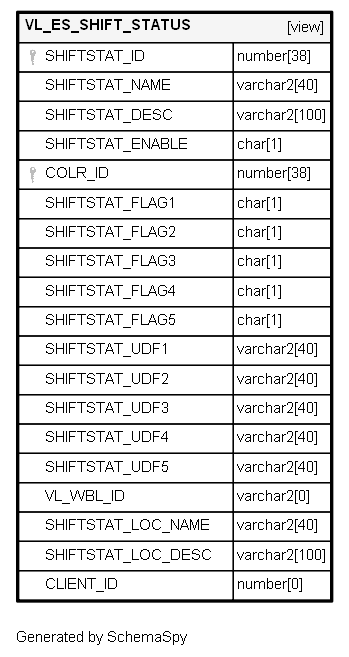 VL_ES_SHIFT_STATUS [view]
SHIFTSTAT_ID number[38]
SHIFTSTAT_NAME varchar2[40]
SHIFTSTAT_DESC varchar2[100]
SHIFTSTAT_ENABLE char[1]
COLR_ID number[38]
SHIFTSTAT_FLAG1 char[1]
SHIFTSTAT_FLAG2 char[1]
SHIFTSTAT_FLAG3 char[1]
SHIFTSTAT_FLAG4 char[1]
SHIFTSTAT_FLAG5 char[1]
SHIFTSTAT_UDF1 varchar2[40]
SHIFTSTAT_UDF2 varchar2[40]
SHIFTSTAT_UDF3 varchar2[40]
SHIFTSTAT_UDF4 varchar2[40]
SHIFTSTAT_UDF5 varchar2[40]
VL_WBL_ID varchar2[0]
SHIFTSTAT_LOC_NAME varchar2[40]
SHIFTSTAT_LOC_DESC varchar2[100]
CLIENT_ID number[0]
Generated by SchemaSpy